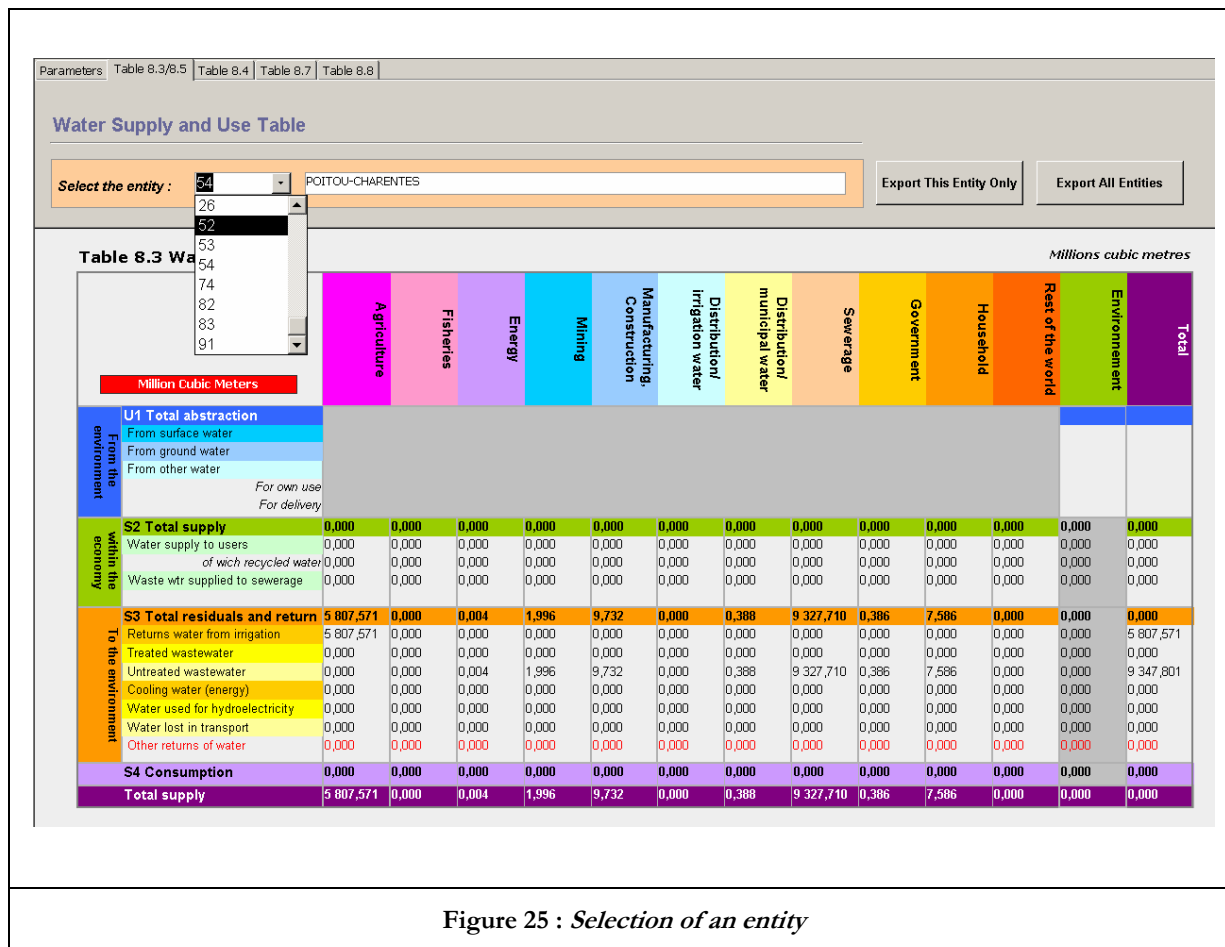 Parameters Table 8.3/8.5 Table 8.4 Table 8.7 Table 8.8
Water Supply and Use Table
Select the entity : 54 POITOU-CHARENTES Export This Entity Only Export All Entities
26
52
53
54
74
82
83
91
Table 8.3 Wa
Millions cubic metres
Million Cubic Meters
Agriculture
Fisheries
Energy
Mining
Manufacturing,
Construction
Distribution/
irrigation water
Distribution/
municipal water
Sewerage
Government
Household
Rest of the world
Environnement
Total
From the
environment
U1 Total abstraction
From surface water
From ground water
From other water
For own use
For delivery
within the
economy
S2 Total supply 0,000 0,000 0,000 0,000 0,000 0,000 0,000 0,000 0,000 0,000 0,000 0,000 0,000
Water supply to users 0,000 0,000 0,000 0,000 0,000 0,000 0,000 0,000 0,000 0,000 0,000 0,000 0,000
of wich recycled water 0,000 0,000 0,000 0,000 0,000 0,000 0,000 0,000 0,000 0,000 0,000 0,000 0,000
Waste wtr supplied to sewerage 0,000 0,000 0,000 0,000 0,000 0,000 0,000 0,000 0,000 0,000 0,000 0,000 0,000
To the environment
S3 Total residuals and return 5 807,571 0,000 0,004 1,996 9,732 0,000 0,388 9 327,710 0,386 7,586 0,000 0,000 0,000
Returns water from irrigation 5 807,571 0,000 0,000 0,000 0,000 0,000 0,000 0,000 0,000 0,000 0,000 0,000 5 807,571
Treated wastewater 0,000 0,000 0,000 0,000 0,000 0,000 0,000 0,000 0,000 0,000 0,000 0,000 0,000
Untreated wastewater 0,000 0,000 0,004 1,996 9,732 0,000 0,388 9 327,710 0,386 7,586 0,000 0,000 9 347,801
Cooling water (energy) 0,000 0,000 0,000 0,000 0,000 0,000 0,000 0,000 0,000 0,000 0,000 0,000 0,000
Water used for hydroelectricity 0,000 0,000 0,000 0,000 0,000 0,000 0,000 0,000 0,000 0,000 0,000 0,000 0,000
Water lost in transport 0,000 0,000 0,000 0,000 0,000 0,000 0,000 0,000 0,000 0,000 0,000 0,000 0,000
Other returns of water 0,000 0,000 0,000 0,000 0,000 0,000 0,000 0,000 0,000 0,000 0,000 0,000 0,000
S4 Consumption 0,000 0,000 0,000 0,000 0,000 0,000 0,000 0,000 0,000 0,000 0,000 0,000 0,000
Total supply 5 807,571 0,000 0,004 1,996 9,732 0,000 0,388 9 327,710 0,386 7,586 0,000 0,000 0,000
Figure 25 : Selection of an entity